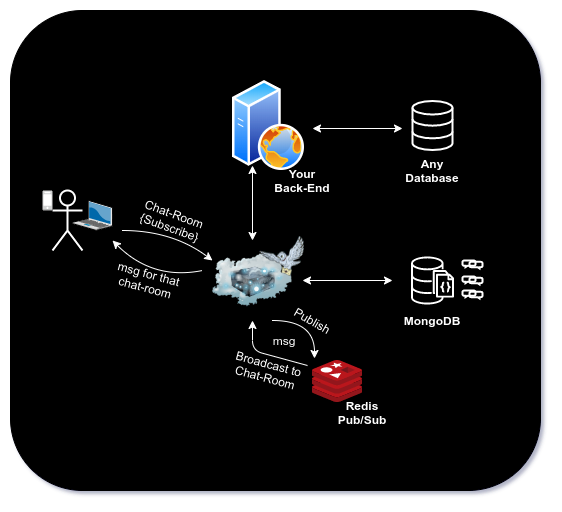 Your
Back-End
Any
Database
Chat-Room
{Subscribe}
msg for that
chat-room
MongoDB
Publish
msg
Broadcast to
Chat-Room
Redis
Pub/Sub